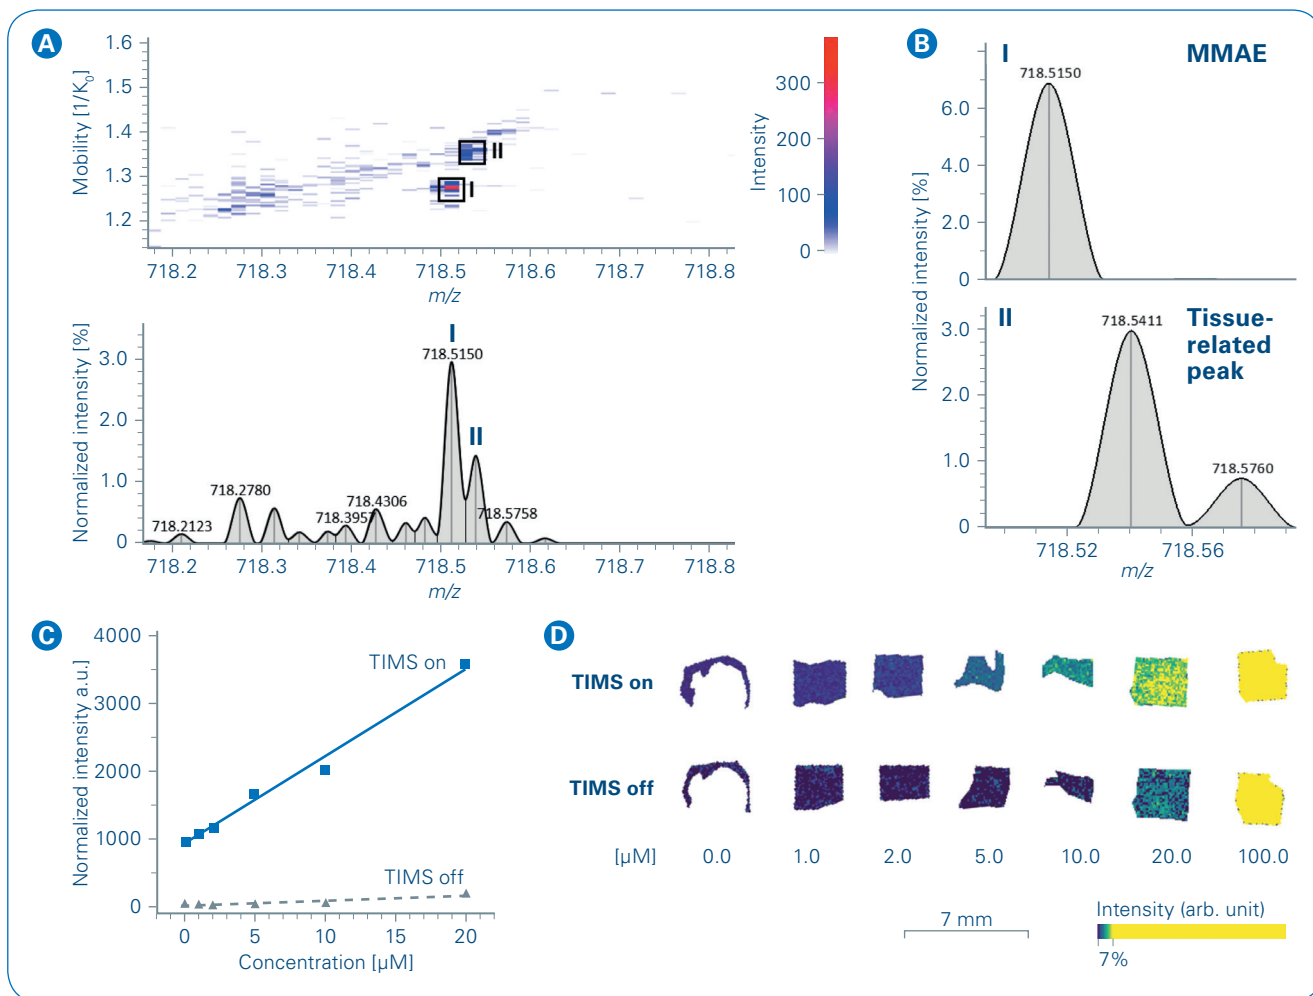 A
Mobility [1/K0]
1.6
1.5
1.4
1.3
1.2
II
I
718.2 718.3 718.4 718.5 718.6 718.7 718.8
m/z
Intensity
300
200
100
0
Normalized intensity [%]
3.0
2.0
1.0
0
I
718.5150
II
718.2123
718.2780
718.3957
718.4306
718.5758
718.2 718.3 718.4 718.5 718.6 718.7 718.8
m/z
B
I
MMAE
718.5150
6.0
4.0
2.0
0
Normalized intensity [%]
II
Tissue-
related
peak
718.5411
718.5760
3.0
2.0
1.0
0
718.52 718.56
m/z
C
Normalized intensity a.u.
4000
3000
2000
1000
0
TIMS on
TIMS off
0 5 10 15 20
Concentration [µM]
D
TIMS on
TIMS off
[µM] 0.0 1.0 2.0 5.0 10.0 20.0 100.0
7 mm
Intensity (arb. unit)
7%